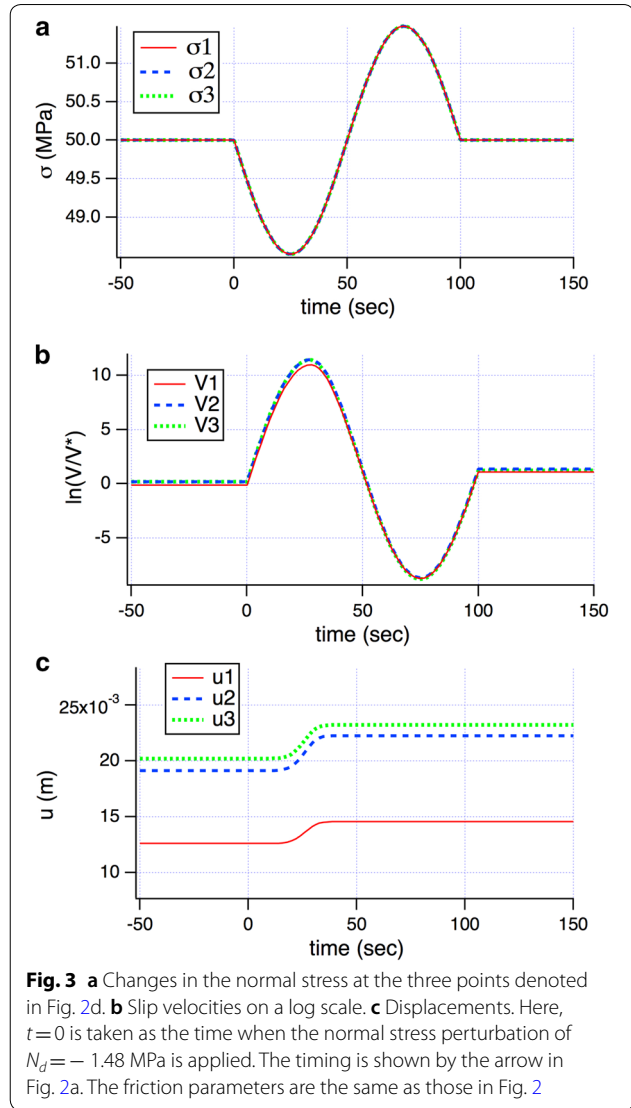 a
σ1
σ2
σ3
51.0
50.5
50.0
49.5
49.0
σ (MPa)
-50 0 50 100 150
time (sec)
b
V1
V2
V3
10
5
0
-5
ln(V/V*)
-50 0 50 100 150
time (sec)
c
u1
u2
u3
25x10⁻³
20
15
10
u (m)
-50 0 50 100 150
time (sec)
Fig. 3 a Changes in the normal stress at the three points denoted
in Fig. 2d. b Slip velocities on a log scale. c Displacements. Here,
t = 0 is taken as the time when the normal stress perturbation of
N_d = − 1.48 MPa is applied. The timing is shown by the arrow in
Fig. 2a. The friction parameters are the same as those in Fig. 2